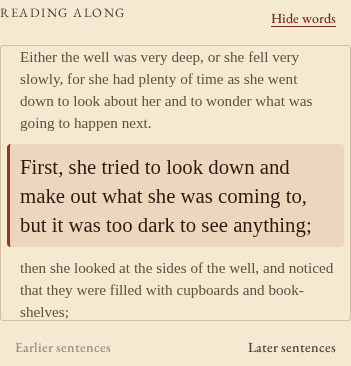 READING ALONG
Hide words
Either the well was very deep, or she fell very
slowly, for she had plenty of time as she went
down to look about her and to wonder what was
going to happen next.
First, she tried to look down and
make out what she was coming to,
but it was too dark to see anything;
then she looked at the sides of the well, and noticed
that they were filled with cupboards and book-
shelves;
Earlier sentences
Later sentences